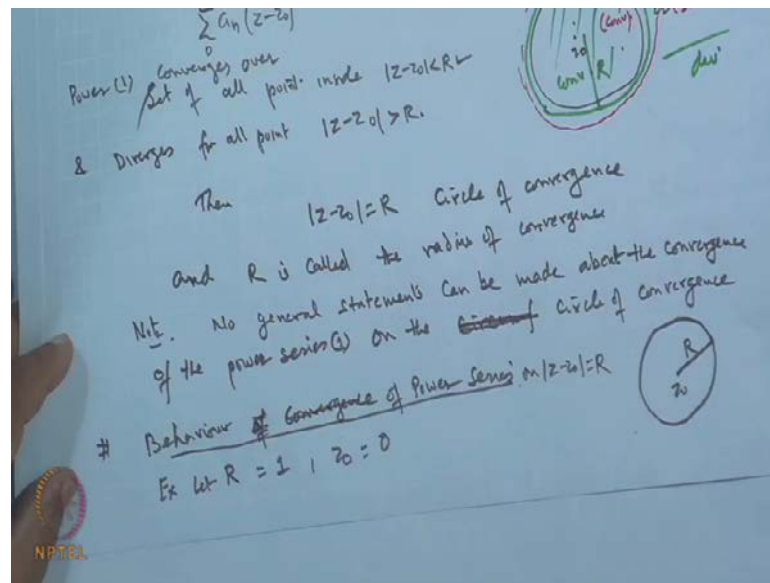 ∑ an (z-z0)
0
Power (1) converges over
Set of all point inside |z-z0|<R
& Diverges for all point |z-z0|>R.
Then |z-z0|=R Circle of convergence
and R is called the radius of convergence
Note. No general statements can be made about the convergence
of the power series (1) on the circle of convergence
# Behaviour of Convergence of Power Series on |z-z0|=R
Ex Let R = 1, z0 = 0
(conv)
z0
conv R
R
z0
NPTEL